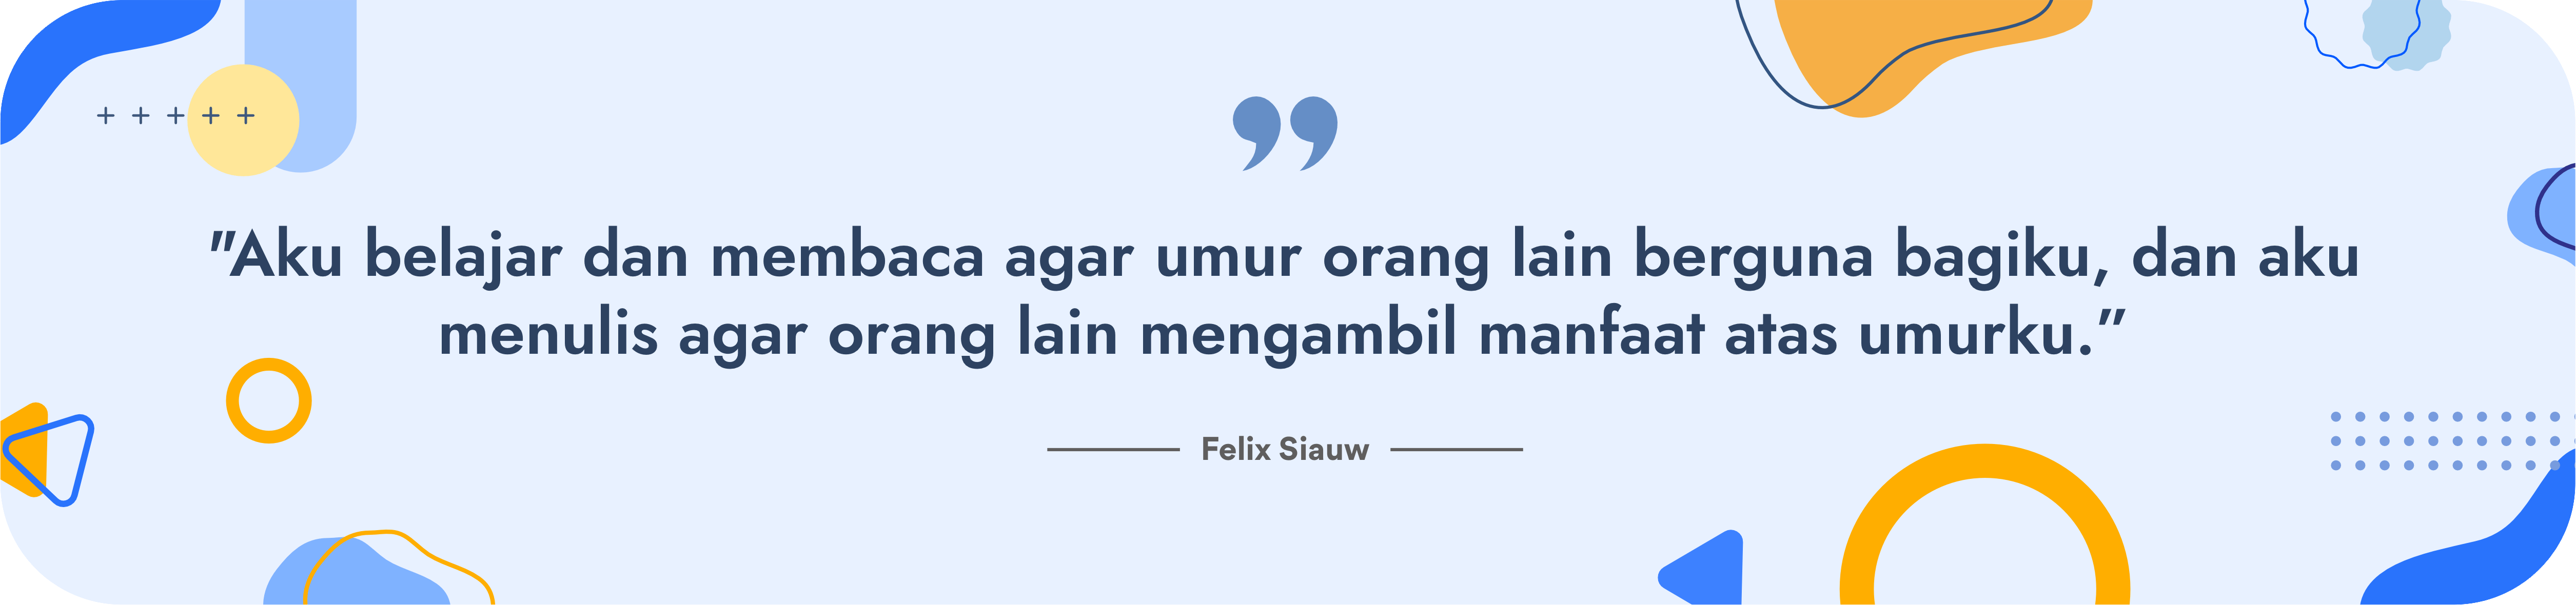 "Aku belajar dan membaca agar umur orang lain berguna bagiku, dan aku
menulis agar orang lain mengambil manfaat atas umurku.”
Felix Siauw